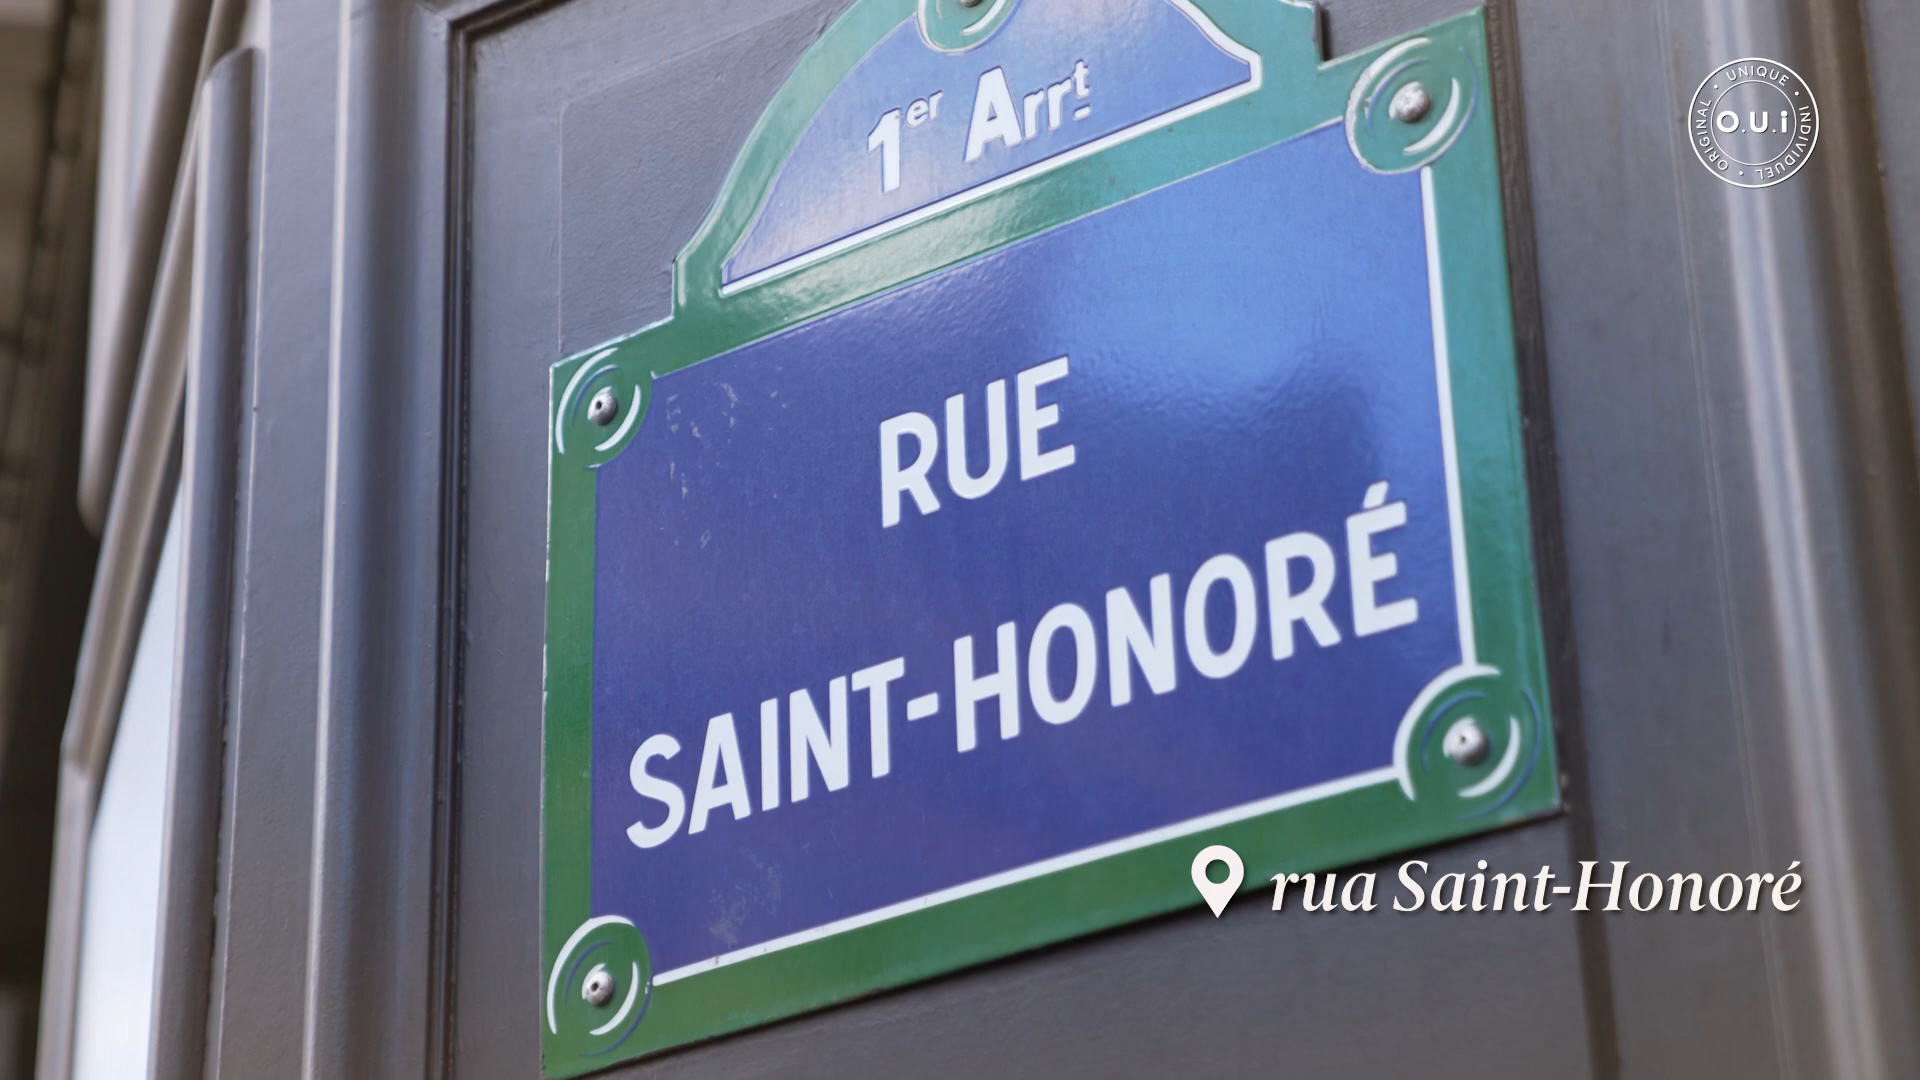 1er Arrt
RUE
SAINT-HONORÉ
UNIQUE · INDIVIDUEL · ORIGINAL ·
O.U.i
rua Saint-Honoré